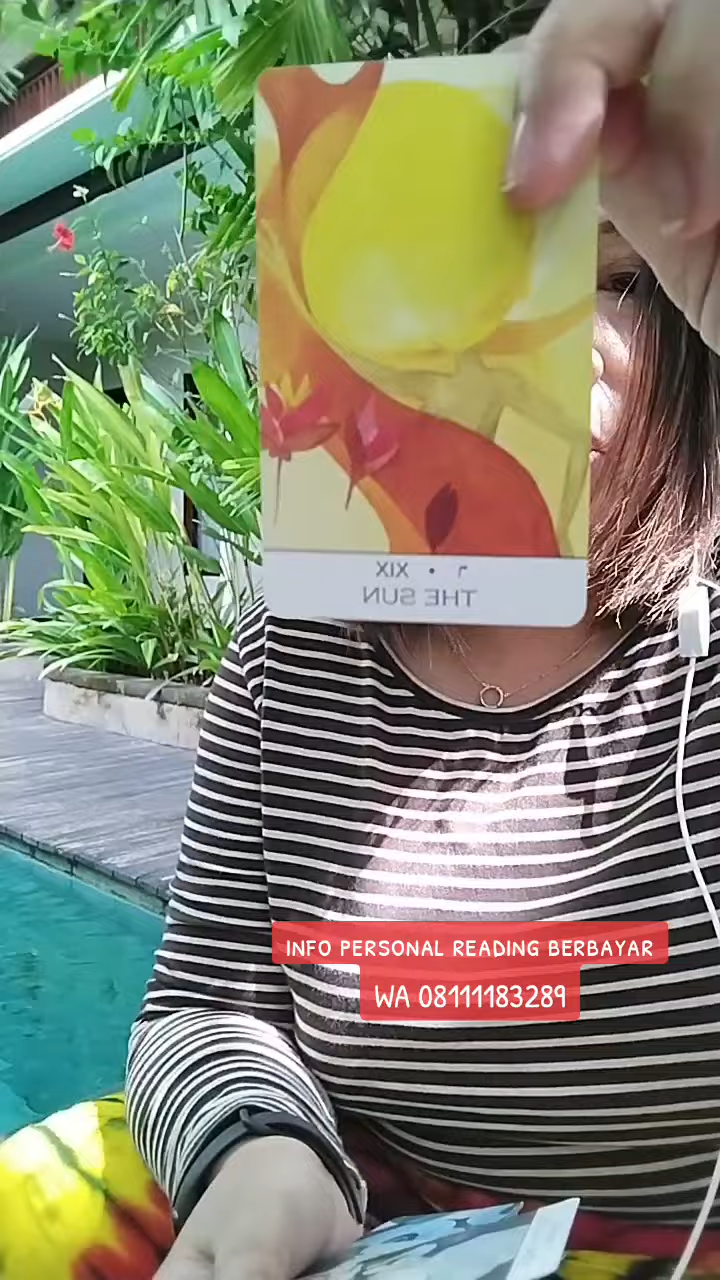 XIX • ר
THE SUN
INFO PERSONAL READING BERBAYAR
WA 08111183289